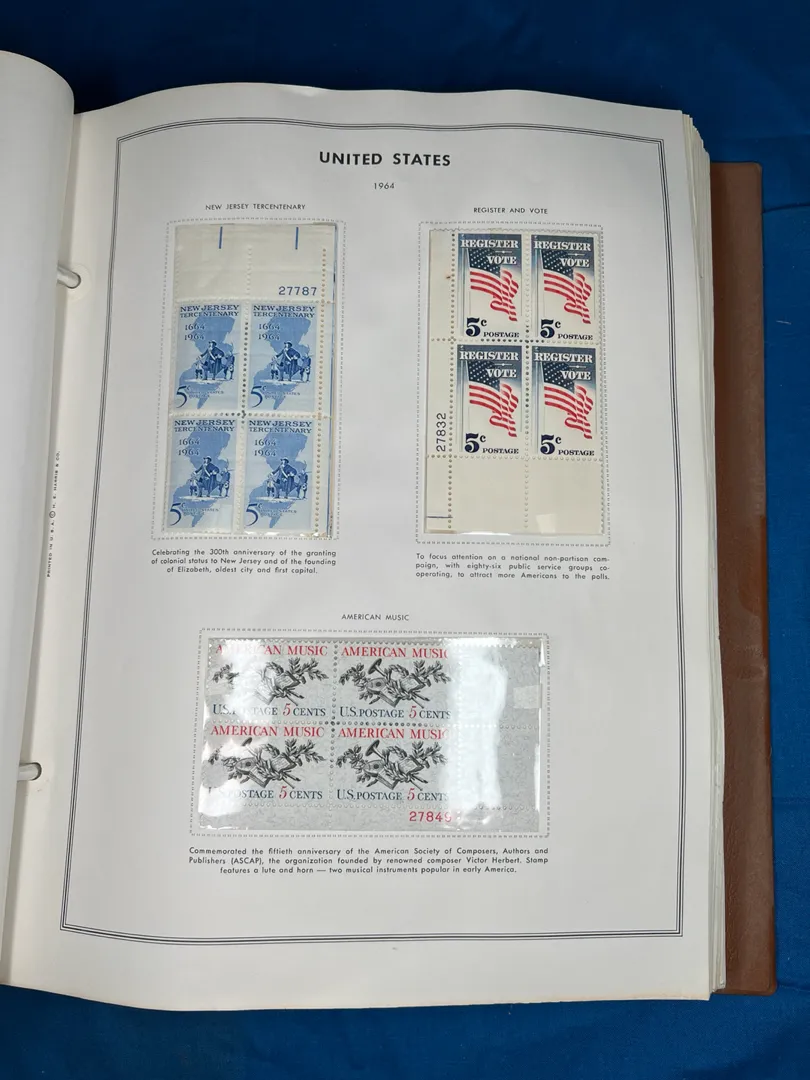 UNITED STATES
1964
NEW JERSEY TERCENTENARY
27787
NEW JERSEY
TERCENTENARY
1664
1964
5
NEW JERSEY
TERCENTENARY
1664
1964
5
NEW JERSEY
TERCENTENARY
1664
1964
5
NEW JERSEY
TERCENTENARY
1664
1964
5
Celebrating the 300th anniversary of the granting
of colonial status to New Jersey and of the founding
of Elizabeth, oldest city and first capital.
REGISTER AND VOTE
REGISTER
VOTE
5c POSTAGE
REGISTER
VOTE
5c POSTAGE
REGISTER
VOTE
5c POSTAGE
REGISTER
VOTE
5c POSTAGE
27832
To focus attention on a national non-partisan cam-
paign, with eighty-six public service groups co-
operating, to attract more Americans to the polls.
AMERICAN MUSIC
AMERICAN MUSIC
U.S. POSTAGE 5 CENTS
AMERICAN MUSIC
U.S. POSTAGE 5 CENTS
AMERICAN MUSIC
U.S. POSTAGE 5 CENTS
AMERICAN MUSIC
U.S. POSTAGE 5 CENTS
Commemorated the fiftieth anniversary of the American Society of Composers, Authors and
Publishers (ASCAP), the organization founded by renowned composer Victor Herbert. Stamp
features a lute and horn — two musical instruments popular in early America.
PRINTED IN U. S. A. © H. E. HARRIS & CO.